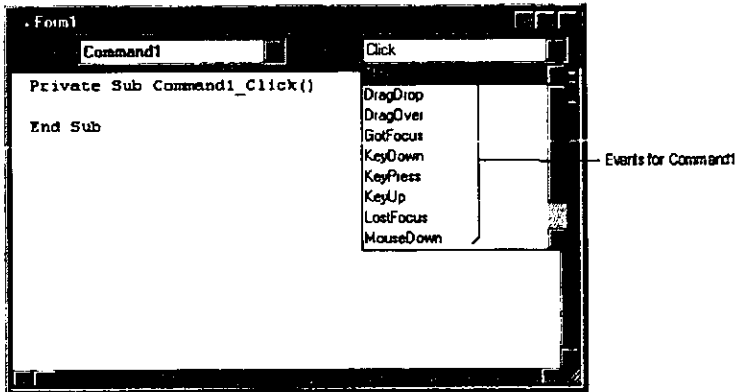 Form1
Command1
Click
Private Sub Command1_Click()
End Sub
DragDrop
DragOver
GotFocus
KeyDown
KeyPress
KeyUp
LostFocus
MouseDown
Events for Command1